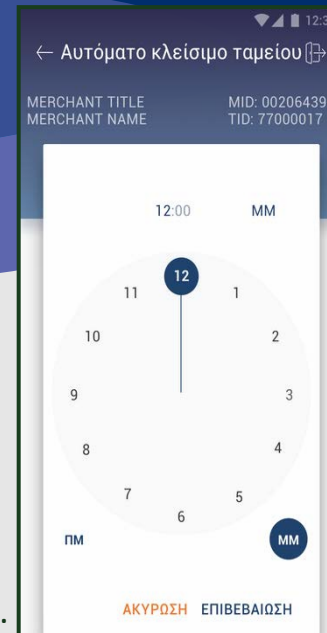 12:3
← Αυτόματο κλείσιμο ταμείου
MERCHANT TITLE MID: 00206439
MERCHANT NAME TID: 77000017
12:00 ΜΜ
12
11 1
10 2
9 3
8 4
7 5
6
ΠΜ ΜΜ
ΑΚΥΡΩΣΗ ΕΠΙΒΕΒΑΙΩΣΗ
.